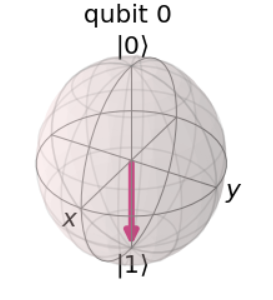 qubit 0
|0⟩
y
x
|1⟩